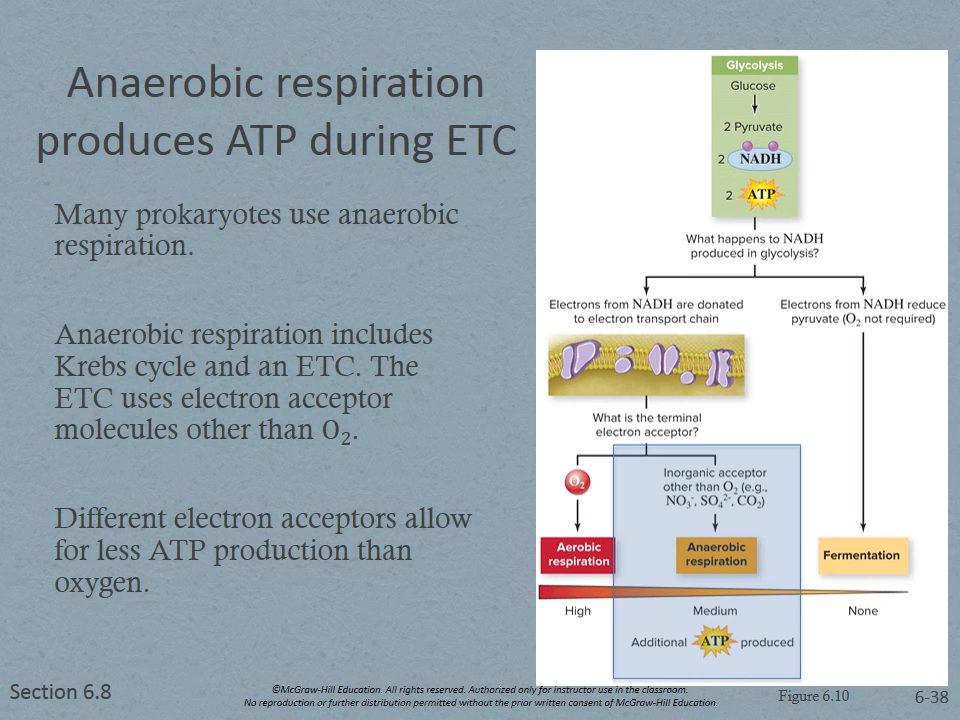 Anaerobic respiration
produces ATP during ETC
Many prokaryotes use anaerobic
respiration.
Anaerobic respiration includes
Krebs cycle and an ETC. The
ETC uses electron acceptor
molecules other than O₂.
Different electron acceptors allow
for less ATP production than
oxygen.
Glycolysis
Glucose
2 Pyruvate
2 NADH
2 ATP
What happens to NADH
produced in glycolysis?
Electrons from NADH are donated
to electron transport chain
Electrons from NADH reduce
pyruvate (O₂ not required)
What is the terminal
electron acceptor?
O₂
Inorganic acceptor
other than O₂ (e.g.,
NO₃⁻, SO₄²⁻, CO₂)
Aerobic
respiration
Anaerobic
respiration
Fermentation
High
Medium
None
Additional ATP produced
Section 6.8
©McGraw-Hill Education. All rights reserved. Authorized only for instructor use in the classroom.
No reproduction or further distribution permitted without the prior written consent of McGraw-Hill Education.
Figure 6.10
6-38